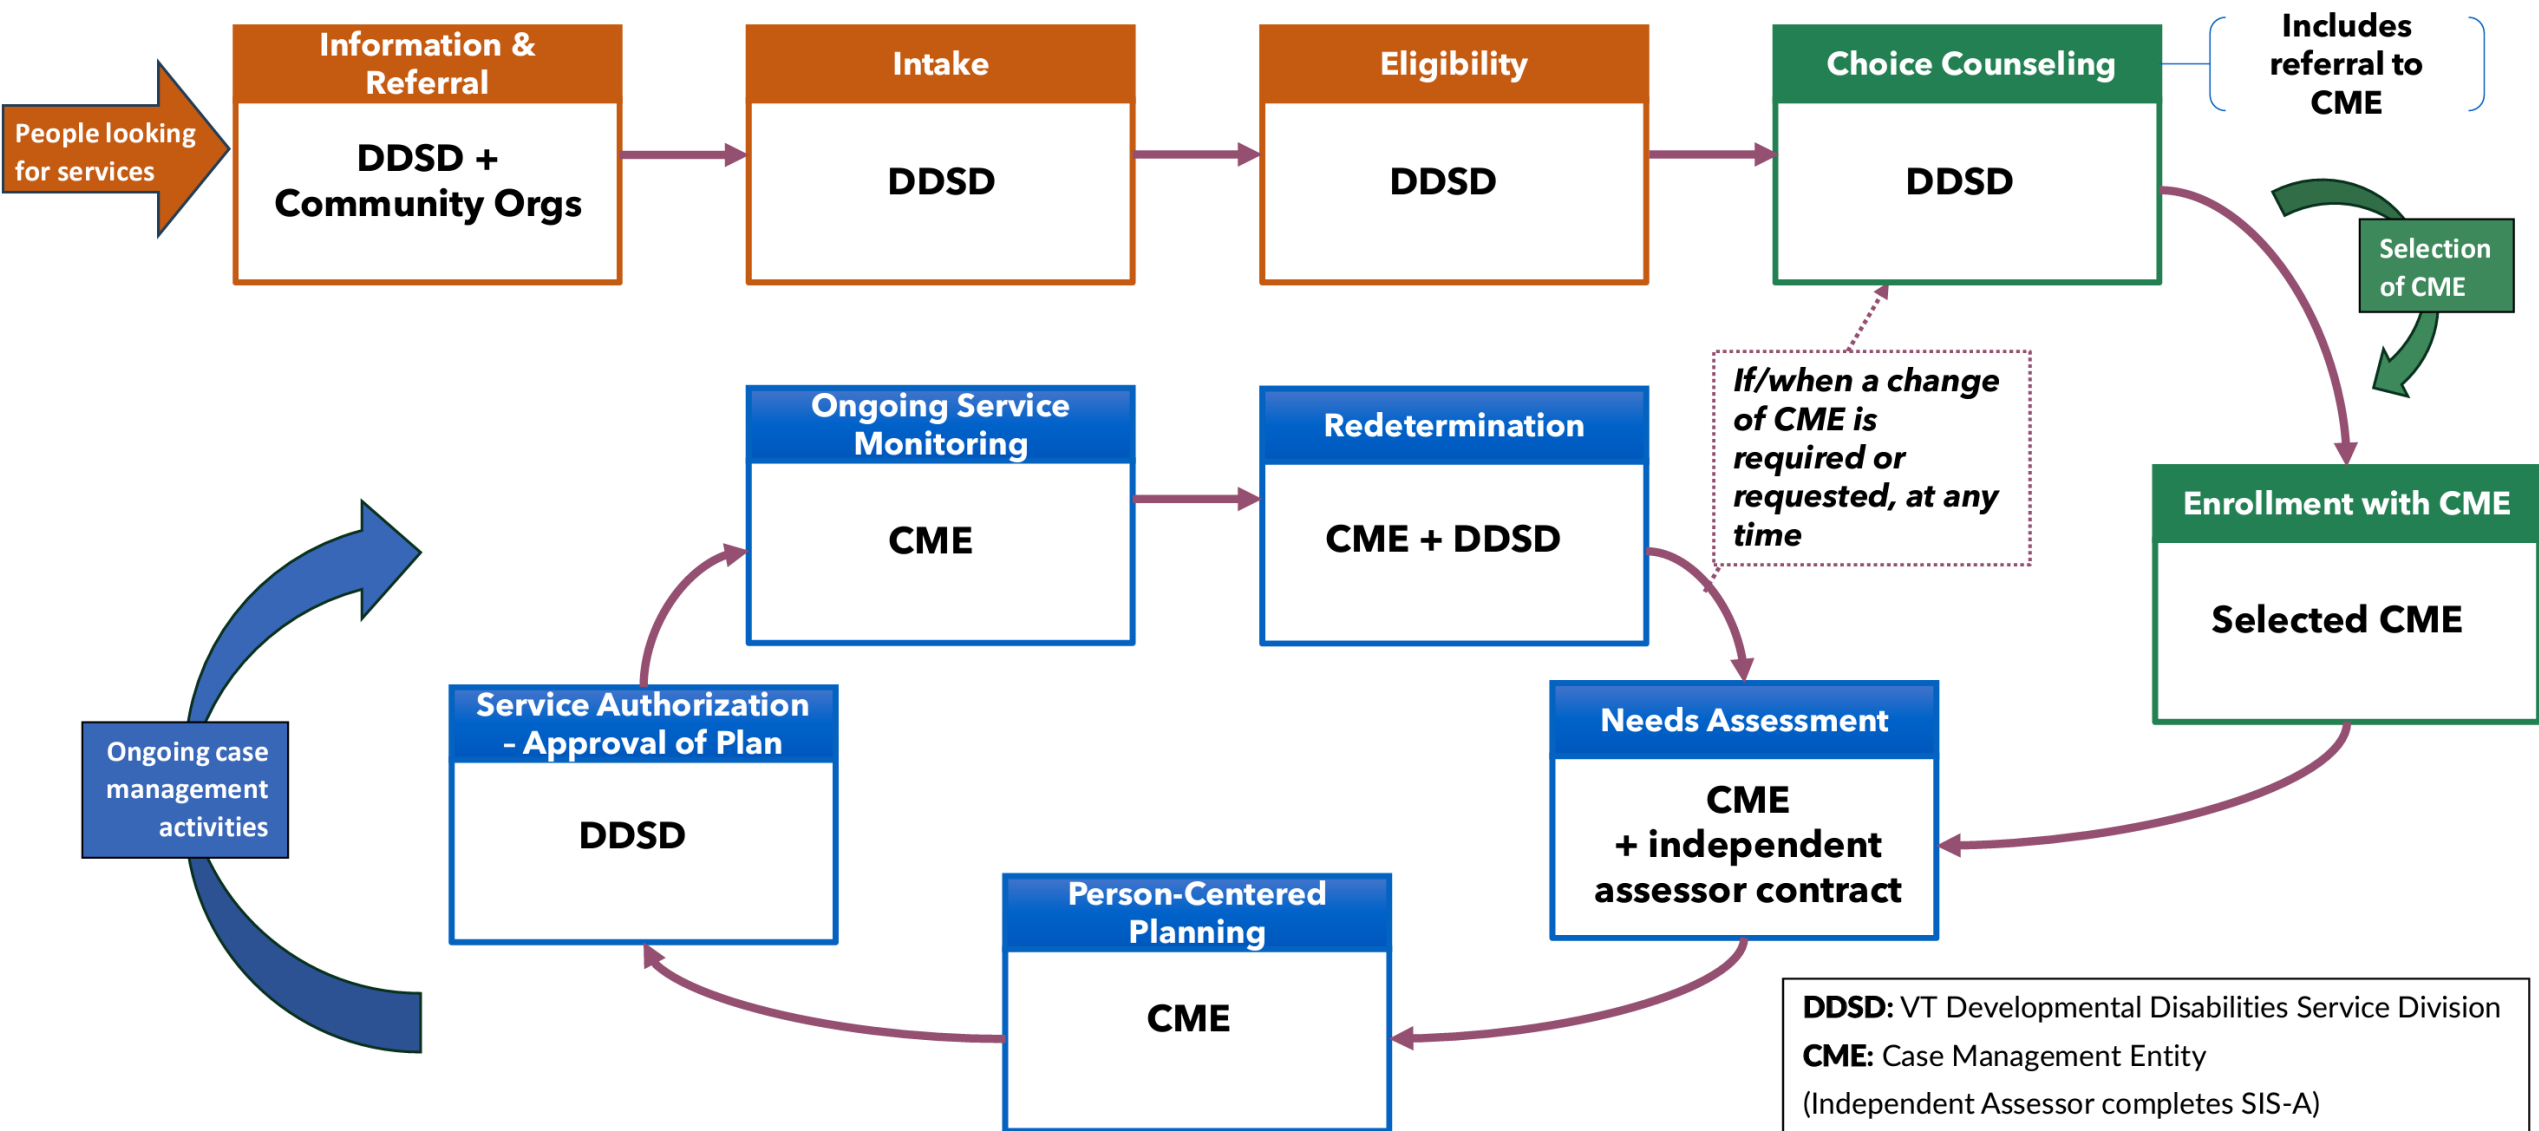 People looking
for services
Information &
Referral
DDSD +
Community Orgs
Intake
DDSD
Eligibility
DDSD
Choice Counseling
DDSD
Includes
referral to
CME
Selection
of CME
Enrollment with CME
Selected CME
If/when a change
of CME is
required or
requested, at any
time
Ongoing Service
Monitoring
CME
Redetermination
CME + DDSD
Needs Assessment
CME
+ independent
assessor contract
Person-Centered
Planning
CME
Service Authorization
– Approval of Plan
DDSD
Ongoing case
management
activities
DDSD: VT Developmental Disabilities Service Division
CME: Case Management Entity
(Independent Assessor completes SIS-A)